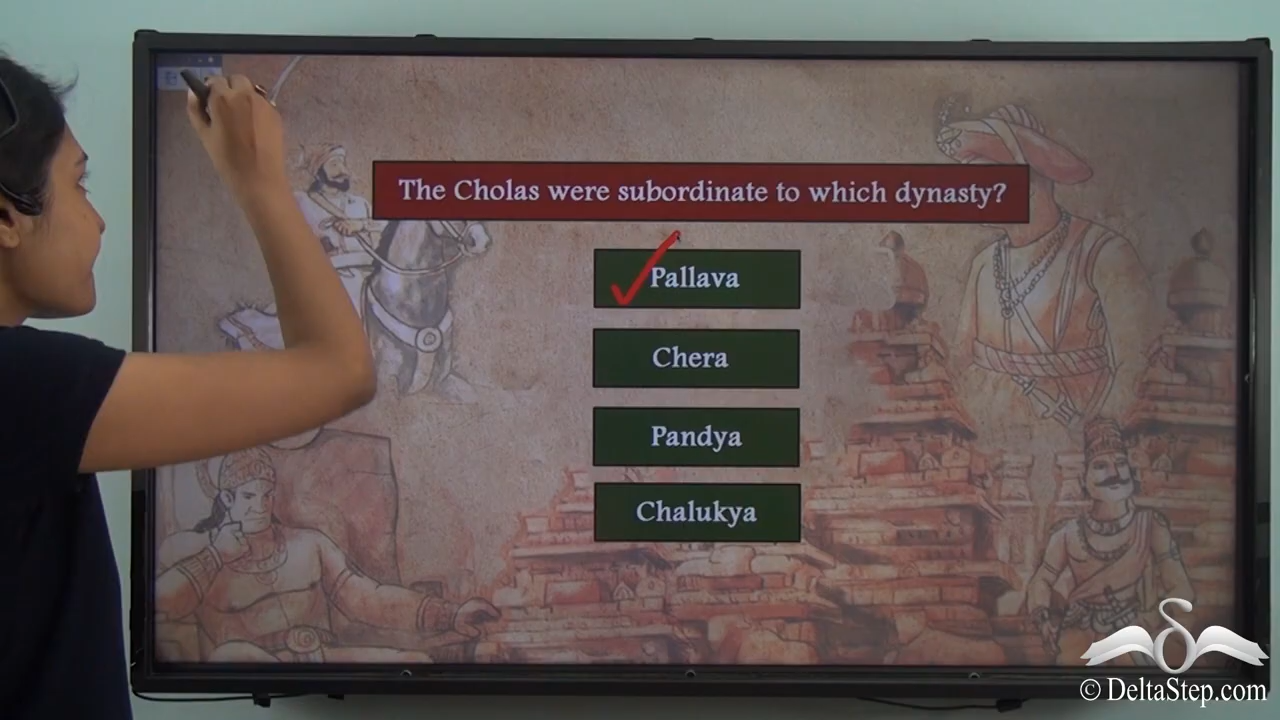 The Cholas were subordinate to which dynasty?
Pallava
Chera
Pandya
Chalukya
© DeltaStep.com